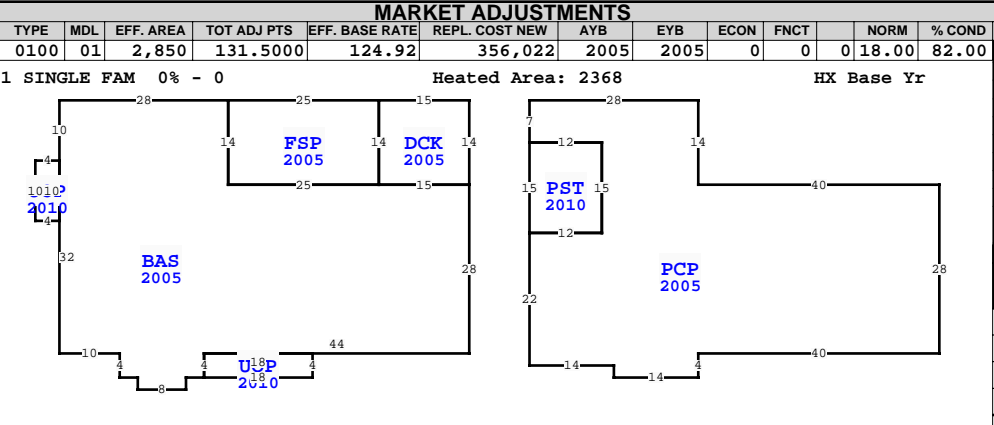 MARKET ADJUSTMENTS
TYPE MDL EFF. AREA TOT ADJ PTS EFF. BASE RATE REPL. COST NEW AYB EYB ECON FNCT NORM % COND
0100 01 2,850 131.5000 124.92 356,022 2005 2005 0 0 0 18.00 82.00
1 SINGLE FAM 0% - 0 Heated Area: 2368 HX Base Yr
28 25 15 28
7
10
14 FSP 14 DCK 14 12 14
2005 2005
4
25 15 40
1010 15 PST 15
2010 2010
4
12
32
BAS 28 PCP 28
2005 2005
22
44
10 40
4 4 18 4 14 4
18
2010
8 14